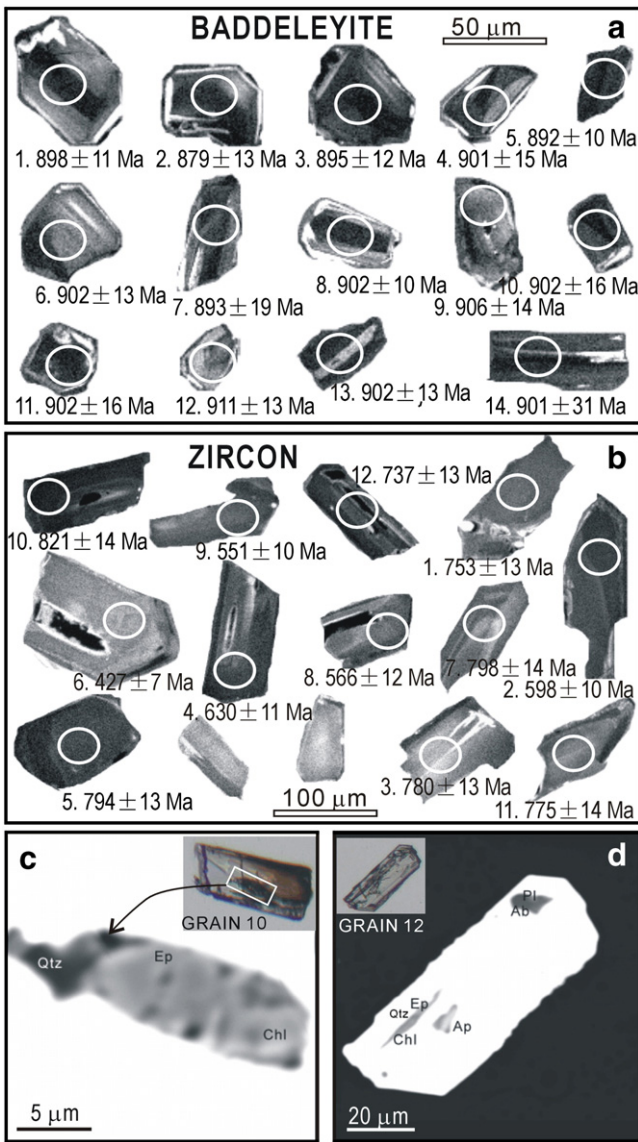 BADDELEYITE
a
50 μm
1. 898±11 Ma
2. 879±13 Ma
3. 895±12 Ma
4. 901±15 Ma
5. 892±10 Ma
6. 902±13 Ma
7. 893±19 Ma
8. 902±10 Ma
9. 906±14 Ma
10. 902±16 Ma
11. 902±16 Ma
12. 911±13 Ma
13. 902±13 Ma
14. 901±31 Ma
ZIRCON
b
10. 821±14 Ma
9. 551±10 Ma
12. 737±13 Ma
1. 753±13 Ma
6. 427±7 Ma
4. 630±11 Ma
8. 566±12 Ma
7. 798±14 Ma
2. 598±10 Ma
5. 794±13 Ma
100 μm
3. 780±13 Ma
11. 775±14 Ma
c
GRAIN 10
Qtz
Ep
Chl
5 μm
d
GRAIN 12
Pl
Ab
Ep
Qtz
Chl
Ap
20 μm